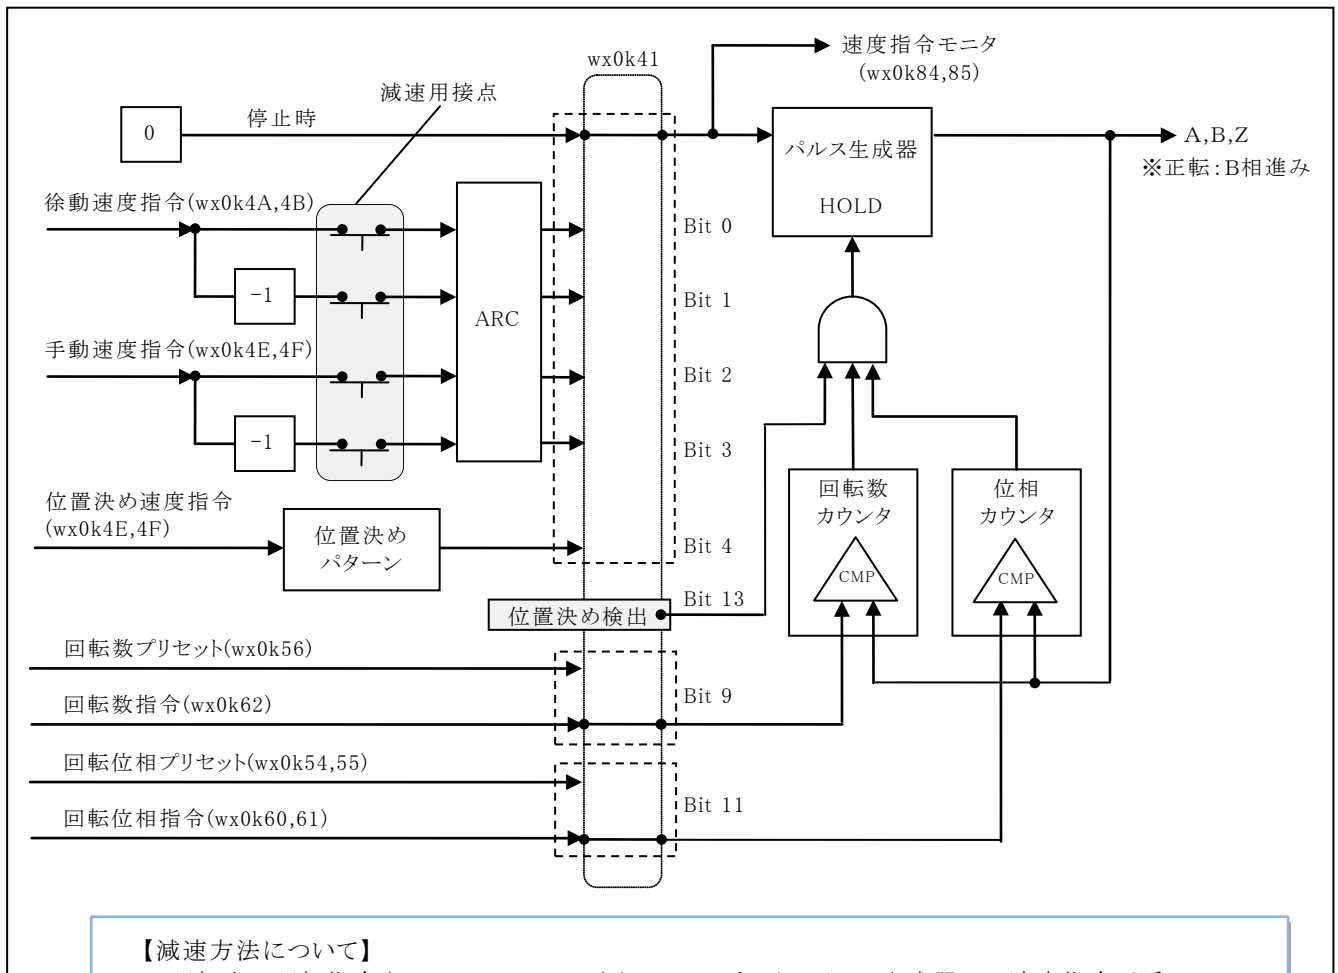 wx0k41
速度指令モニタ
(wx0k84,85)
減速用接点
0
停止時
パルス生成器
HOLD
A,B,Z
※正転:B相進み
徐動速度指令(wx0k4A,4B)
Bit 0
-1
Bit 1
ARC
手動速度指令(wx0k4E,4F)
Bit 2
-1
Bit 3
位置決め速度指令
(wx0k4E,4F)
位置決め
パターン
Bit 4
回転数
カウンタ
CMP
位相
カウンタ
CMP
Bit 13
位置決め検出
回転数プリセット(wx0k56)
回転数指令(wx0k62)
Bit 9
回転位相プリセット(wx0k54,55)
回転位相指令(wx0k60,61)
Bit 11
【減速方法について】